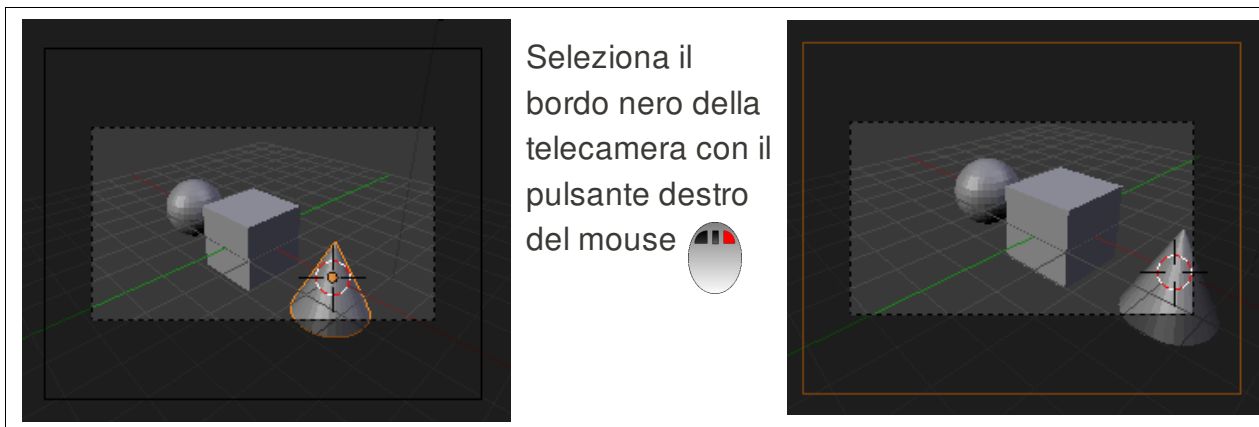 Seleziona il
bordo nero della
telecamera con il
pulsante destro
del mouse